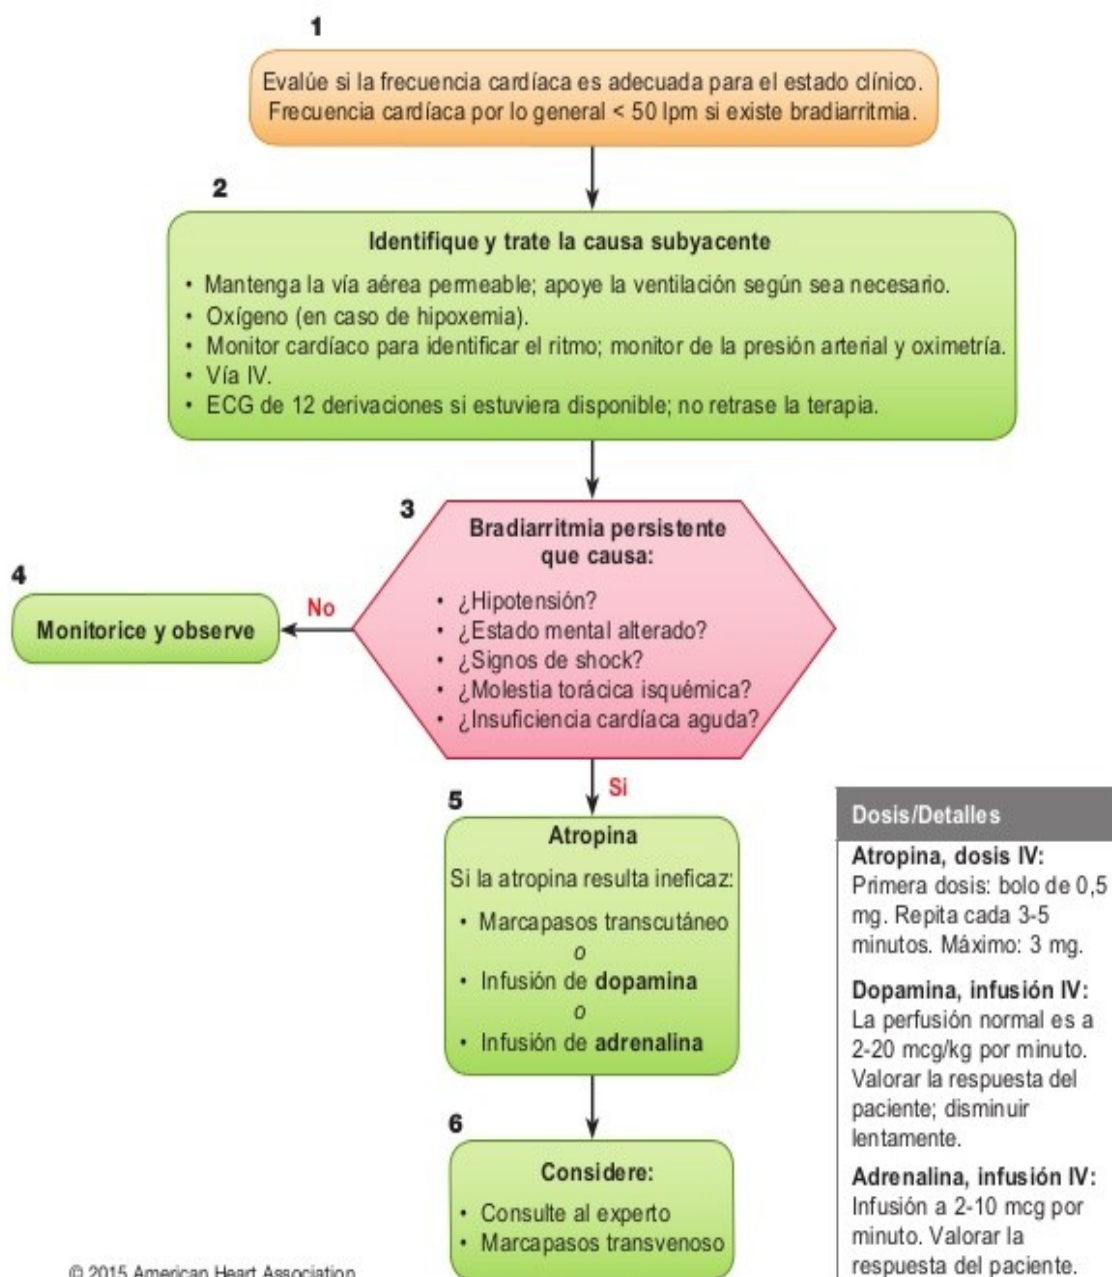 1
Evalúe si la frecuencia cardíaca es adecuada para el estado clínico.
Frecuencia cardíaca por lo general < 50 lpm si existe bradiarritmia.
2
Identifique y trate la causa subyacente
• Mantenga la vía aérea permeable; apoye la ventilación según sea necesario.
• Oxígeno (en caso de hipoxemia).
• Monitor cardíaco para identificar el ritmo; monitor de la presión arterial y oximetría.
• Vía IV.
• ECG de 12 derivaciones si estuviera disponible; no retrase la terapia.
3
Bradiarritmia persistente
que causa:
• ¿Hipotensión?
• ¿Estado mental alterado?
• ¿Signos de shock?
• ¿Molestia torácica isquémica?
• ¿Insuficiencia cardíaca aguda?
No
4
Monitorice y observe
Si
5
Atropina
Si la atropina resulta ineficaz:
• Marcapasos transcutáneo
o
• Infusión de dopamina
o
• Infusión de adrenalina
6
Considere:
• Consulte al experto
• Marcapasos transvenoso
Dosis/Detalles
Atropina, dosis IV:
Primera dosis: bolo de 0,5
mg. Repita cada 3-5
minutos. Máximo: 3 mg.
Dopamina, infusión IV:
La perfusión normal es a
2-20 mcg/kg por minuto.
Valorar la respuesta del
paciente; disminuir
lentamente.
Adrenalina, infusión IV:
Infusión a 2-10 mcg por
minuto. Valorar la
respuesta del paciente.
© 2015 American Heart Association